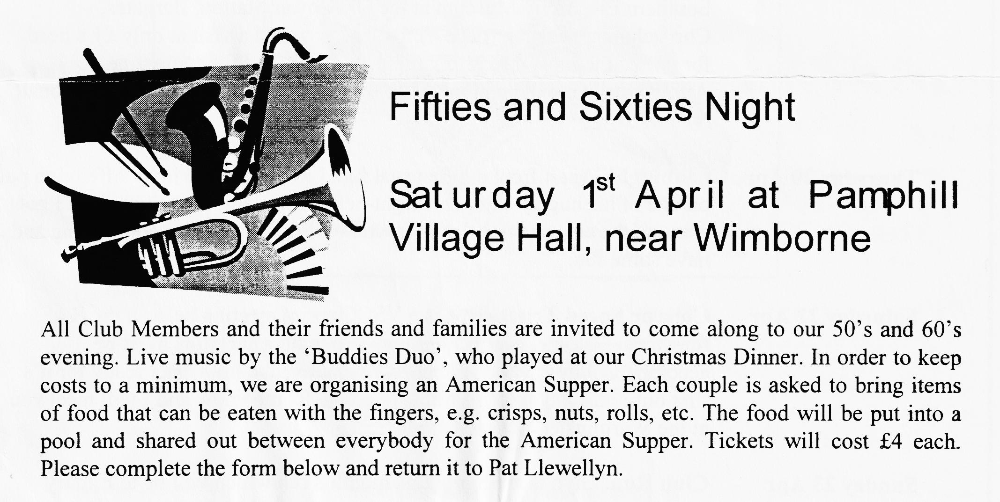 Fifties and Sixties Night
Saturday 1st April at Pamphill
Village Hall, near Wimborne
All Club Members and their friends and families are invited to come along to our 50’s and 60’s
evening. Live music by the ‘Buddies Duo’, who played at our Christmas Dinner. In order to keep
costs to a minimum, we are organising an American Supper. Each couple is asked to bring items
of food that can be eaten with the fingers, e.g. crisps, nuts, rolls, etc. The food will be put into a
pool and shared out between everybody for the American Supper. Tickets will cost £4 each.
Please complete the form below and return it to Pat Llewellyn.